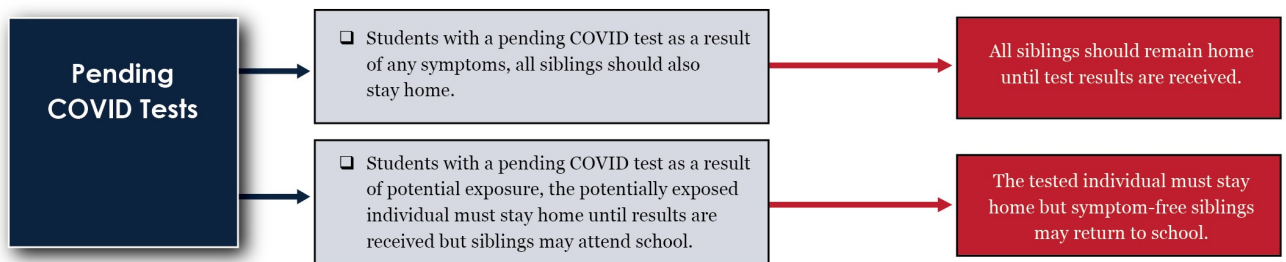 Pending
COVID Tests
❑ Students with a pending COVID test as a result
of any symptoms, all siblings should also
stay home.
All siblings should remain home
until test results are received.
❑ Students with a pending COVID test as a result
of potential exposure, the potentially exposed
individual must stay home until results are
received but siblings may attend school.
The tested individual must stay
home but symptom-free siblings
may return to school.